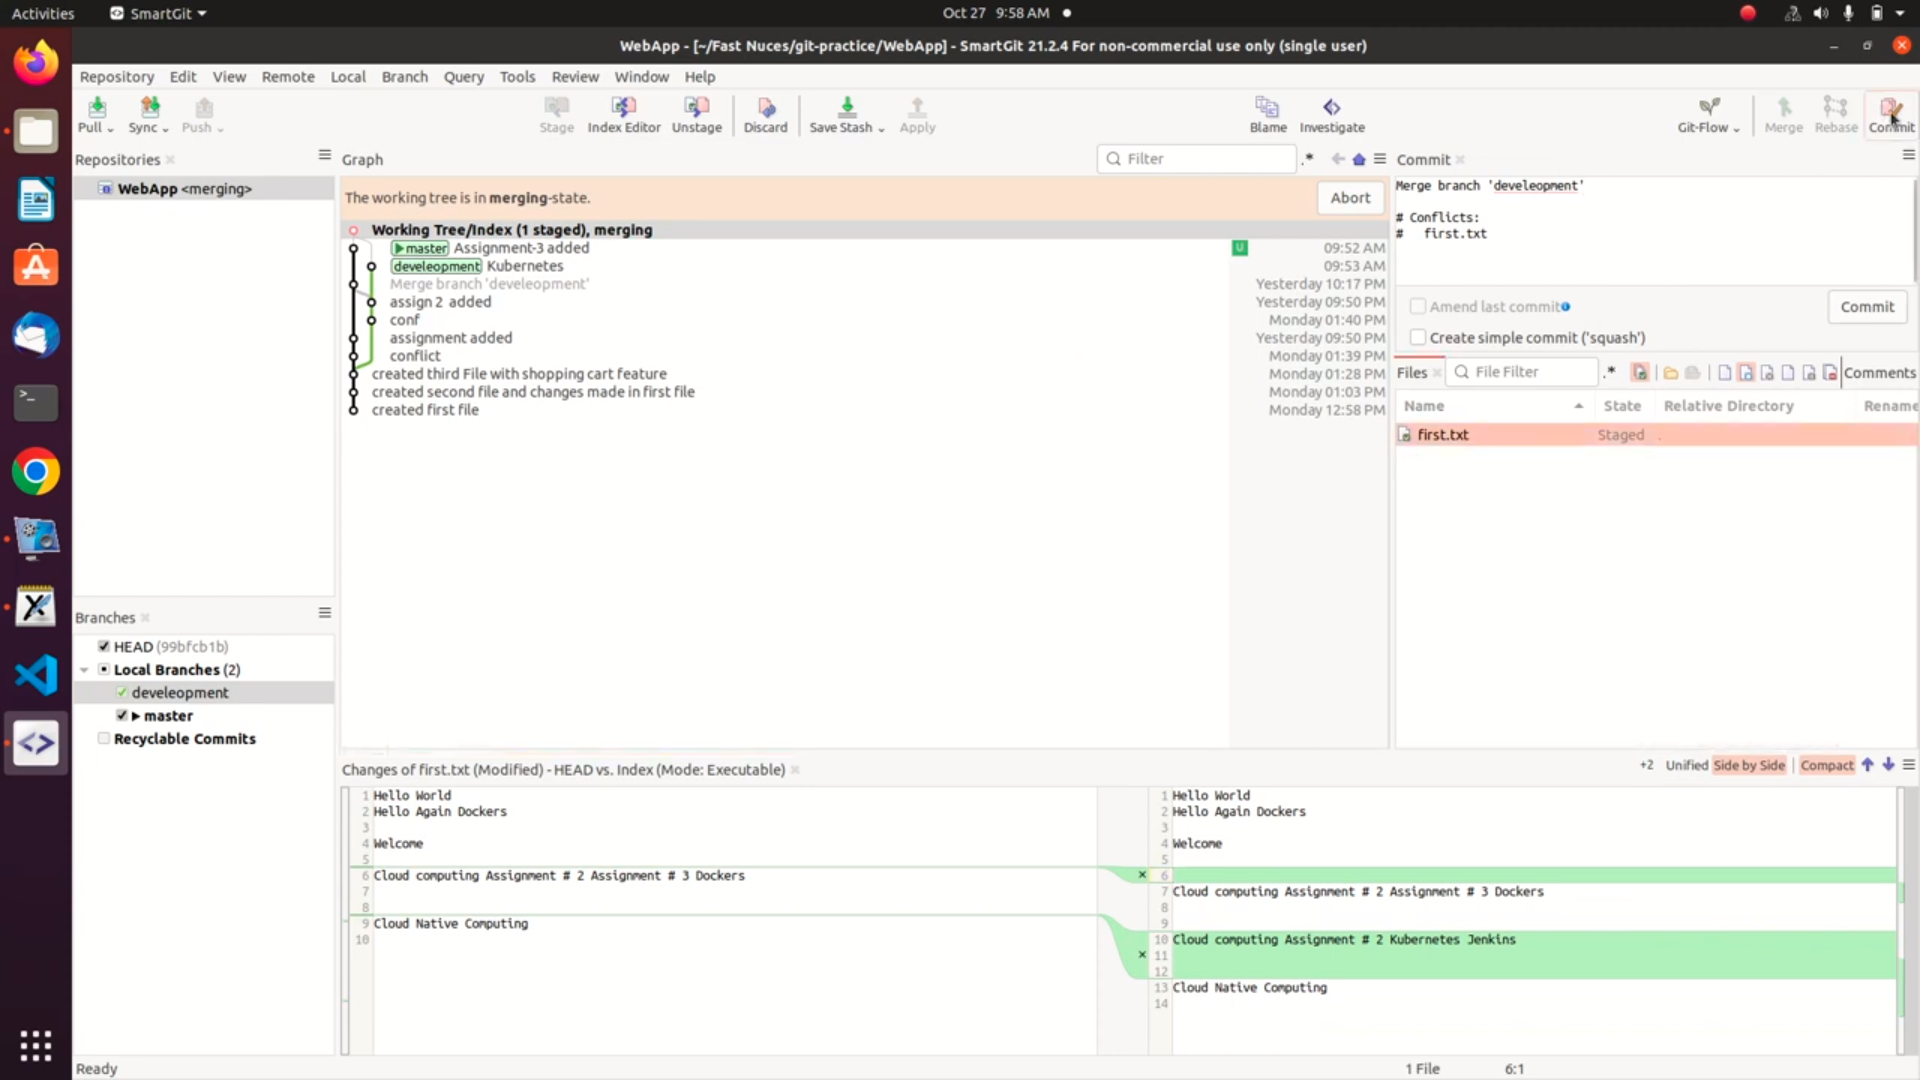 Activities
SmartGit
Oct 27 9:58 AM
WebApp - [~/Fast Nuces/git-practice/WebApp] - SmartGit 21.2.4 For non-commercial use only (single user)
Repository Edit View Remote Local Branch Query Tools Review Window Help
Pull Sync Push Stage Index Editor Unstage Discard Save Stash Apply Blame Investigate Git-Flow Merge Rebase Commit
Repositories
WebApp <merging>
Graph
Filter
.*
The working tree is in merging-state.
Abort
Working Tree/Index (1 staged), merging
master Assignment-3 added U 09:52 AM
develeopment Kubernetes 09:53 AM
Merge branch 'develeopment' Yesterday 10:17 PM
assign 2 added Yesterday 09:50 PM
conf Monday 01:40 PM
assignment added Yesterday 09:50 PM
conflict Monday 01:39 PM
created third File with shopping cart feature Monday 01:28 PM
created second file and changes made in first file Monday 01:03 PM
created first file Monday 12:58 PM
Commit
Merge branch 'develeopment'
# Conflicts:
# first.txt
Amend last commit
Commit
Create simple commit ('squash')
Files
File Filter
.*
Comments
Name State Relative Directory Rename
first.txt Staged .
Branches
HEAD (99bfcb1b)
Local Branches (2)
develeopment
master
Recyclable Commits
Changes of first.txt (Modified) - HEAD vs. Index (Mode: Executable)
+2 Unified Side by Side Compact
1 Hello World
2 Hello Again Dockers
3
4 Welcome
5
6 Cloud computing Assignment # 2 Assignment # 3 Dockers
7
8
9 Cloud Native Computing
10
1 Hello World
2 Hello Again Dockers
3
4 Welcome
5
6
7 Cloud computing Assignment # 2 Assignment # 3 Dockers
8
9
10 Cloud computing Assignment # 2 Kubernetes Jenkins
11
12
13 Cloud Native Computing
14
Ready
1 File
6:1